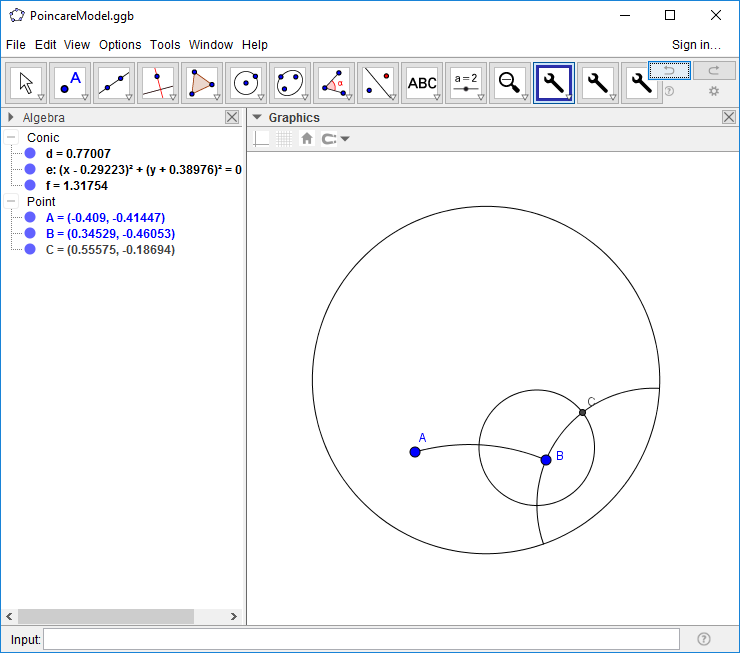 PoincareModel.ggb
File Edit View Options Tools Window Help
Sign in...
A
α
ABC
a = 2
Algebra
Graphics
Conic
d = 0.77007
e: (x - 0.29223)² + (y + 0.38976)² = 0
f = 1.31754
Point
A = (-0.409, -0.41447)
B = (0.34529, -0.46053)
C = (0.55575, -0.18694)
C
A
B
Input: